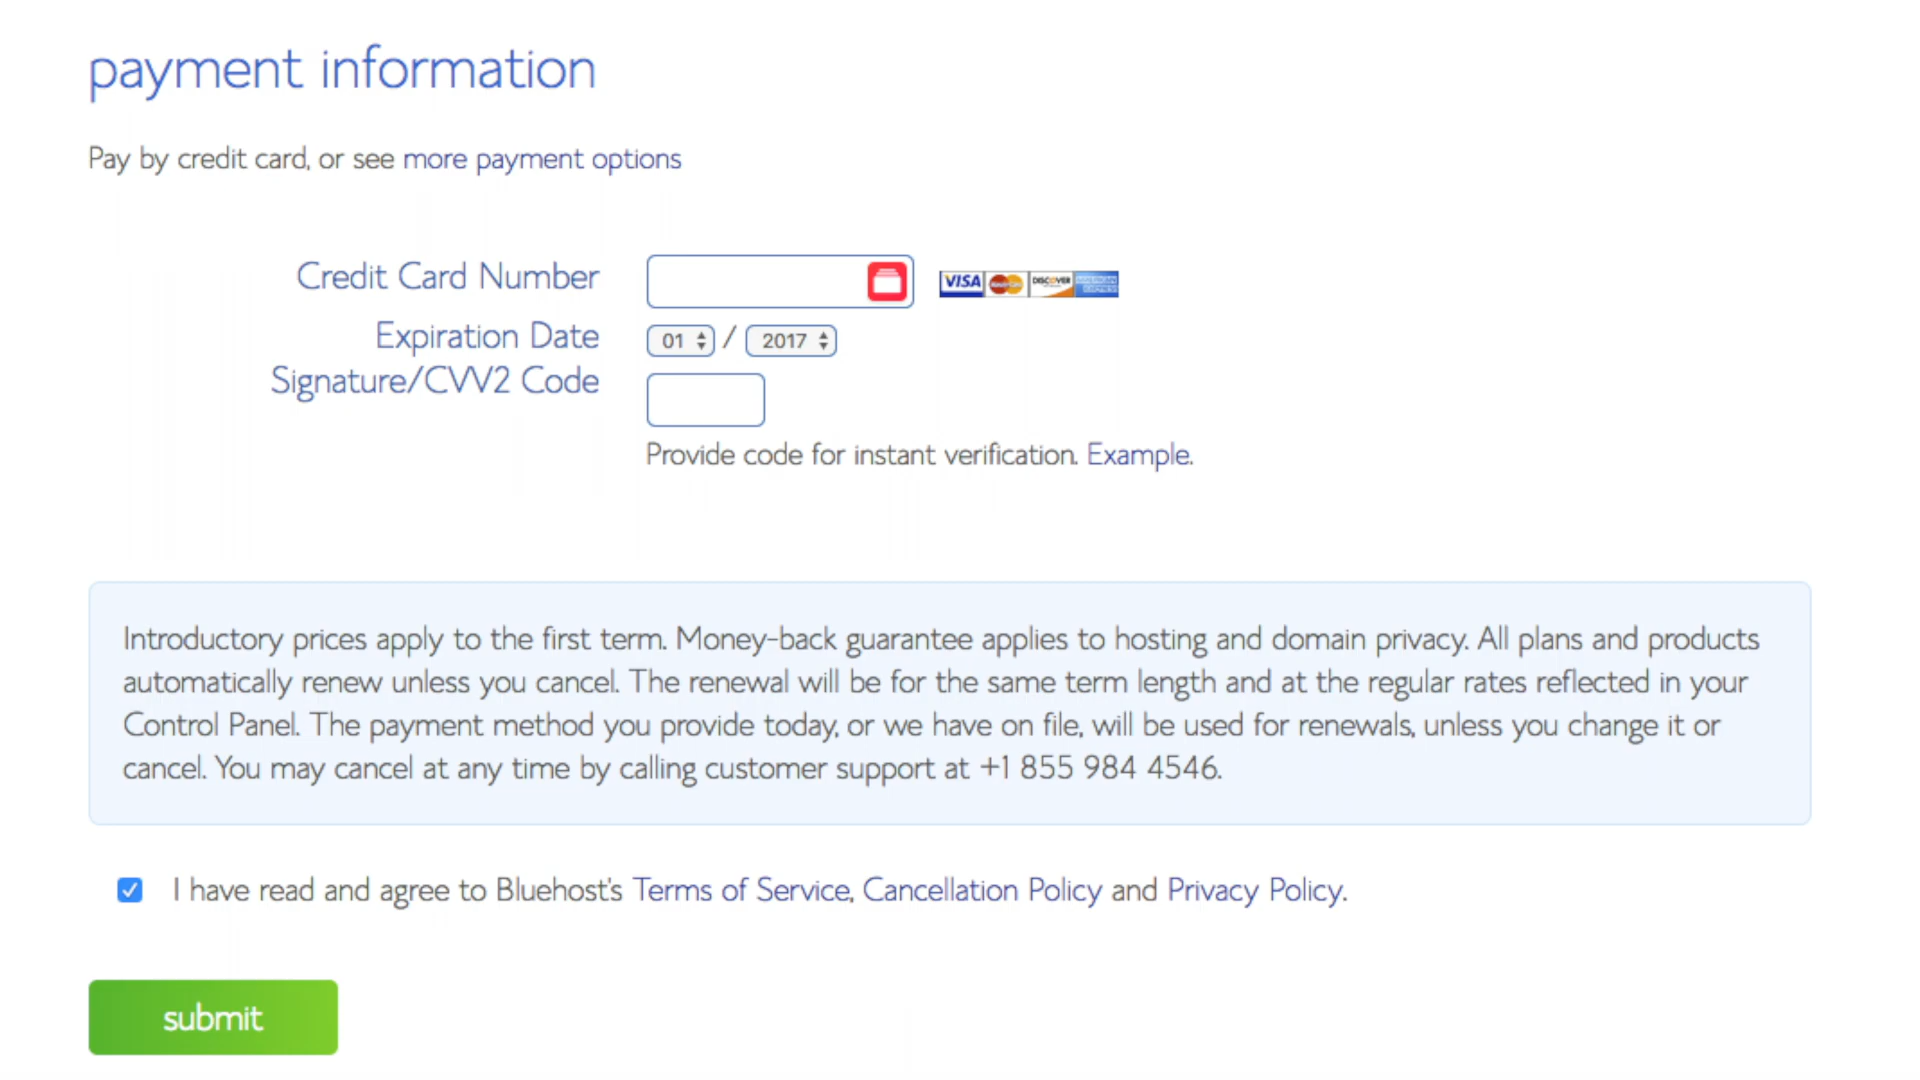 payment information
Pay by credit card, or see more payment options
Credit Card Number
VISA MasterCard DISCOVER AMERICAN EXPRESS
Expiration Date 01 / 2017
Signature/CVV2 Code
Provide code for instant verification. Example.
Introductory prices apply to the first term. Money-back guarantee applies to hosting and domain privacy. All plans and products
automatically renew unless you cancel. The renewal will be for the same term length and at the regular rates reflected in your
Control Panel. The payment method you provide today, or we have on file, will be used for renewals, unless you change it or
cancel. You may cancel at any time by calling customer support at +1 855 984 4546.
I have read and agree to Bluehost's Terms of Service, Cancellation Policy and Privacy Policy.
submit